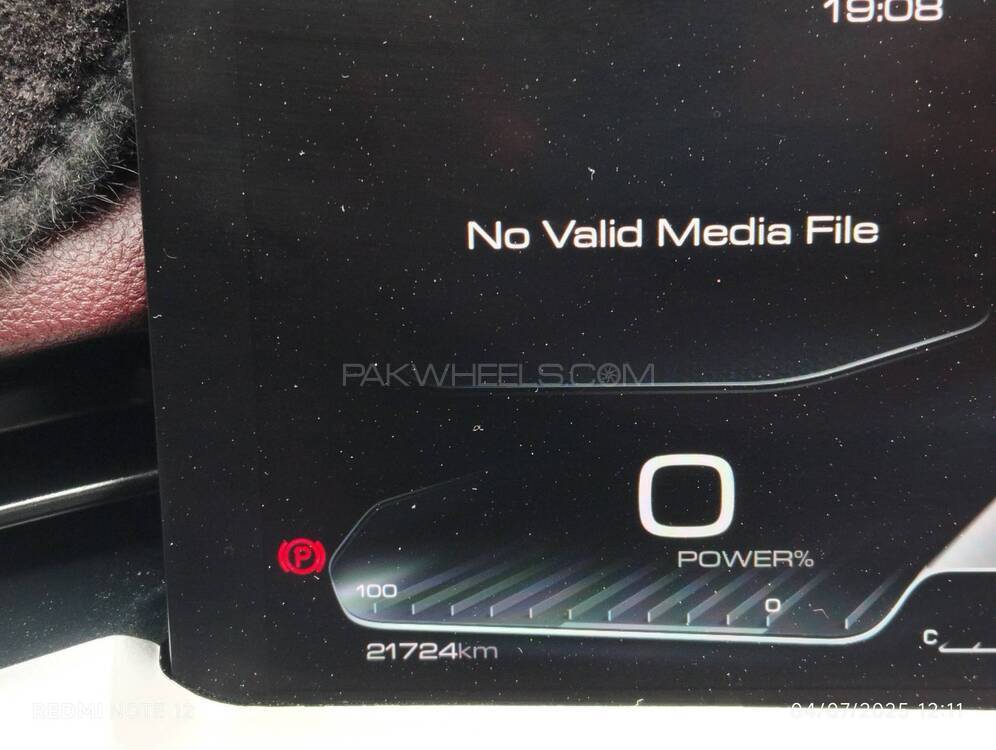 19:08
No Valid Media File
PAKWHEELS.COM
0
POWER%
P
100 0
21724km
C
REDMI NOTE 12
04/07/2025 12:11